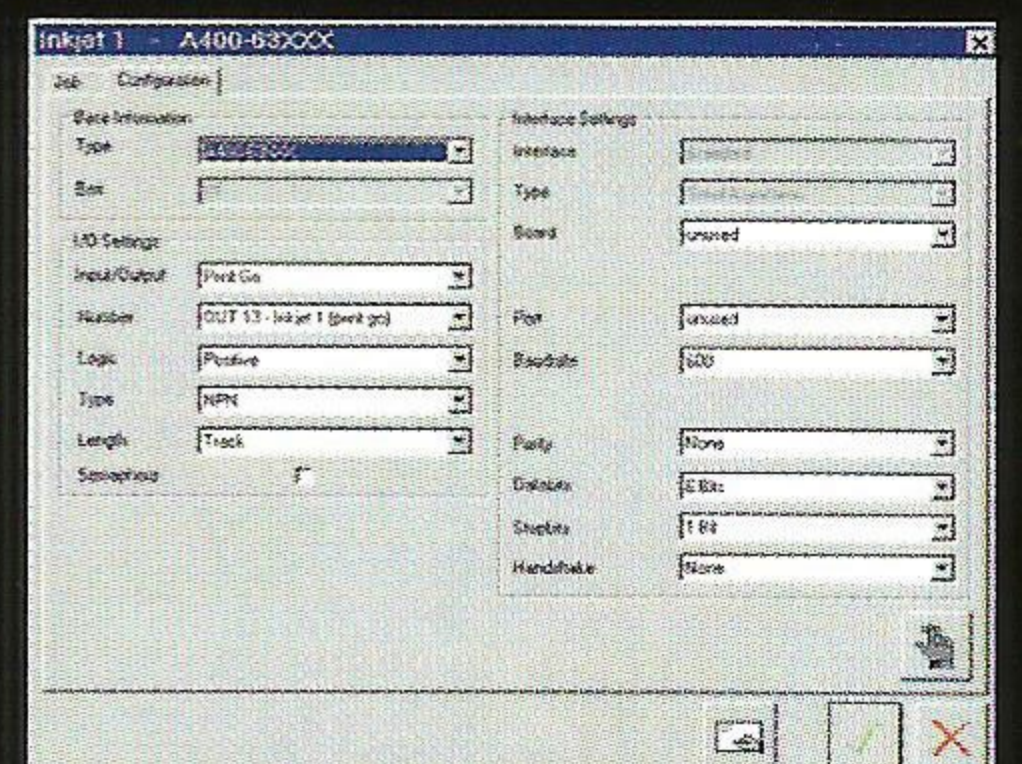 Inkjet 1 - A400-63XXX
Job Configuration
Base Information
Type
Box
I/O Settings
Input/Output Print Go
Number OUT 13 - Inkjet 1 (print go)
Logic Positive
Type NPN
Length Track
Semaphore
Interface Settings
Interface
Type
Board unused
Port unused
Baudrate 600
Parity None
Databits Bits
Stopbits 1 Bit
Handshake None